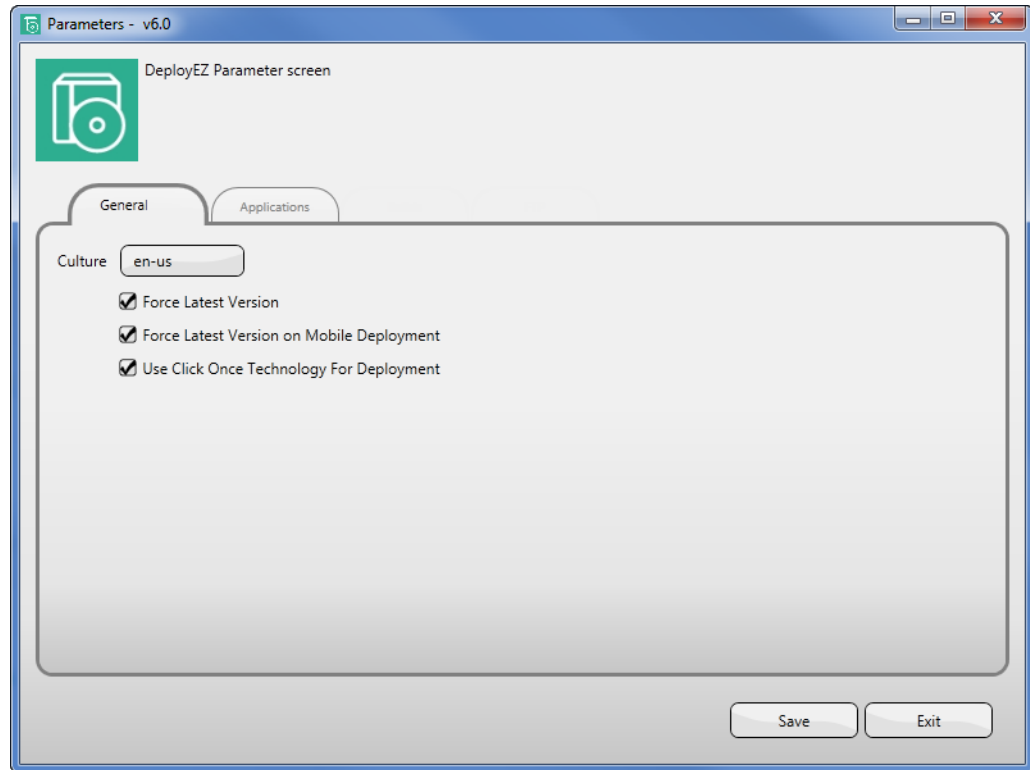 Parameters - v6.0
DeployEZ Parameter screen
General
Applications
Culture
en-us
Force Latest Version
Force Latest Version on Mobile Deployment
Use Click Once Technology For Deployment
Save
Exit